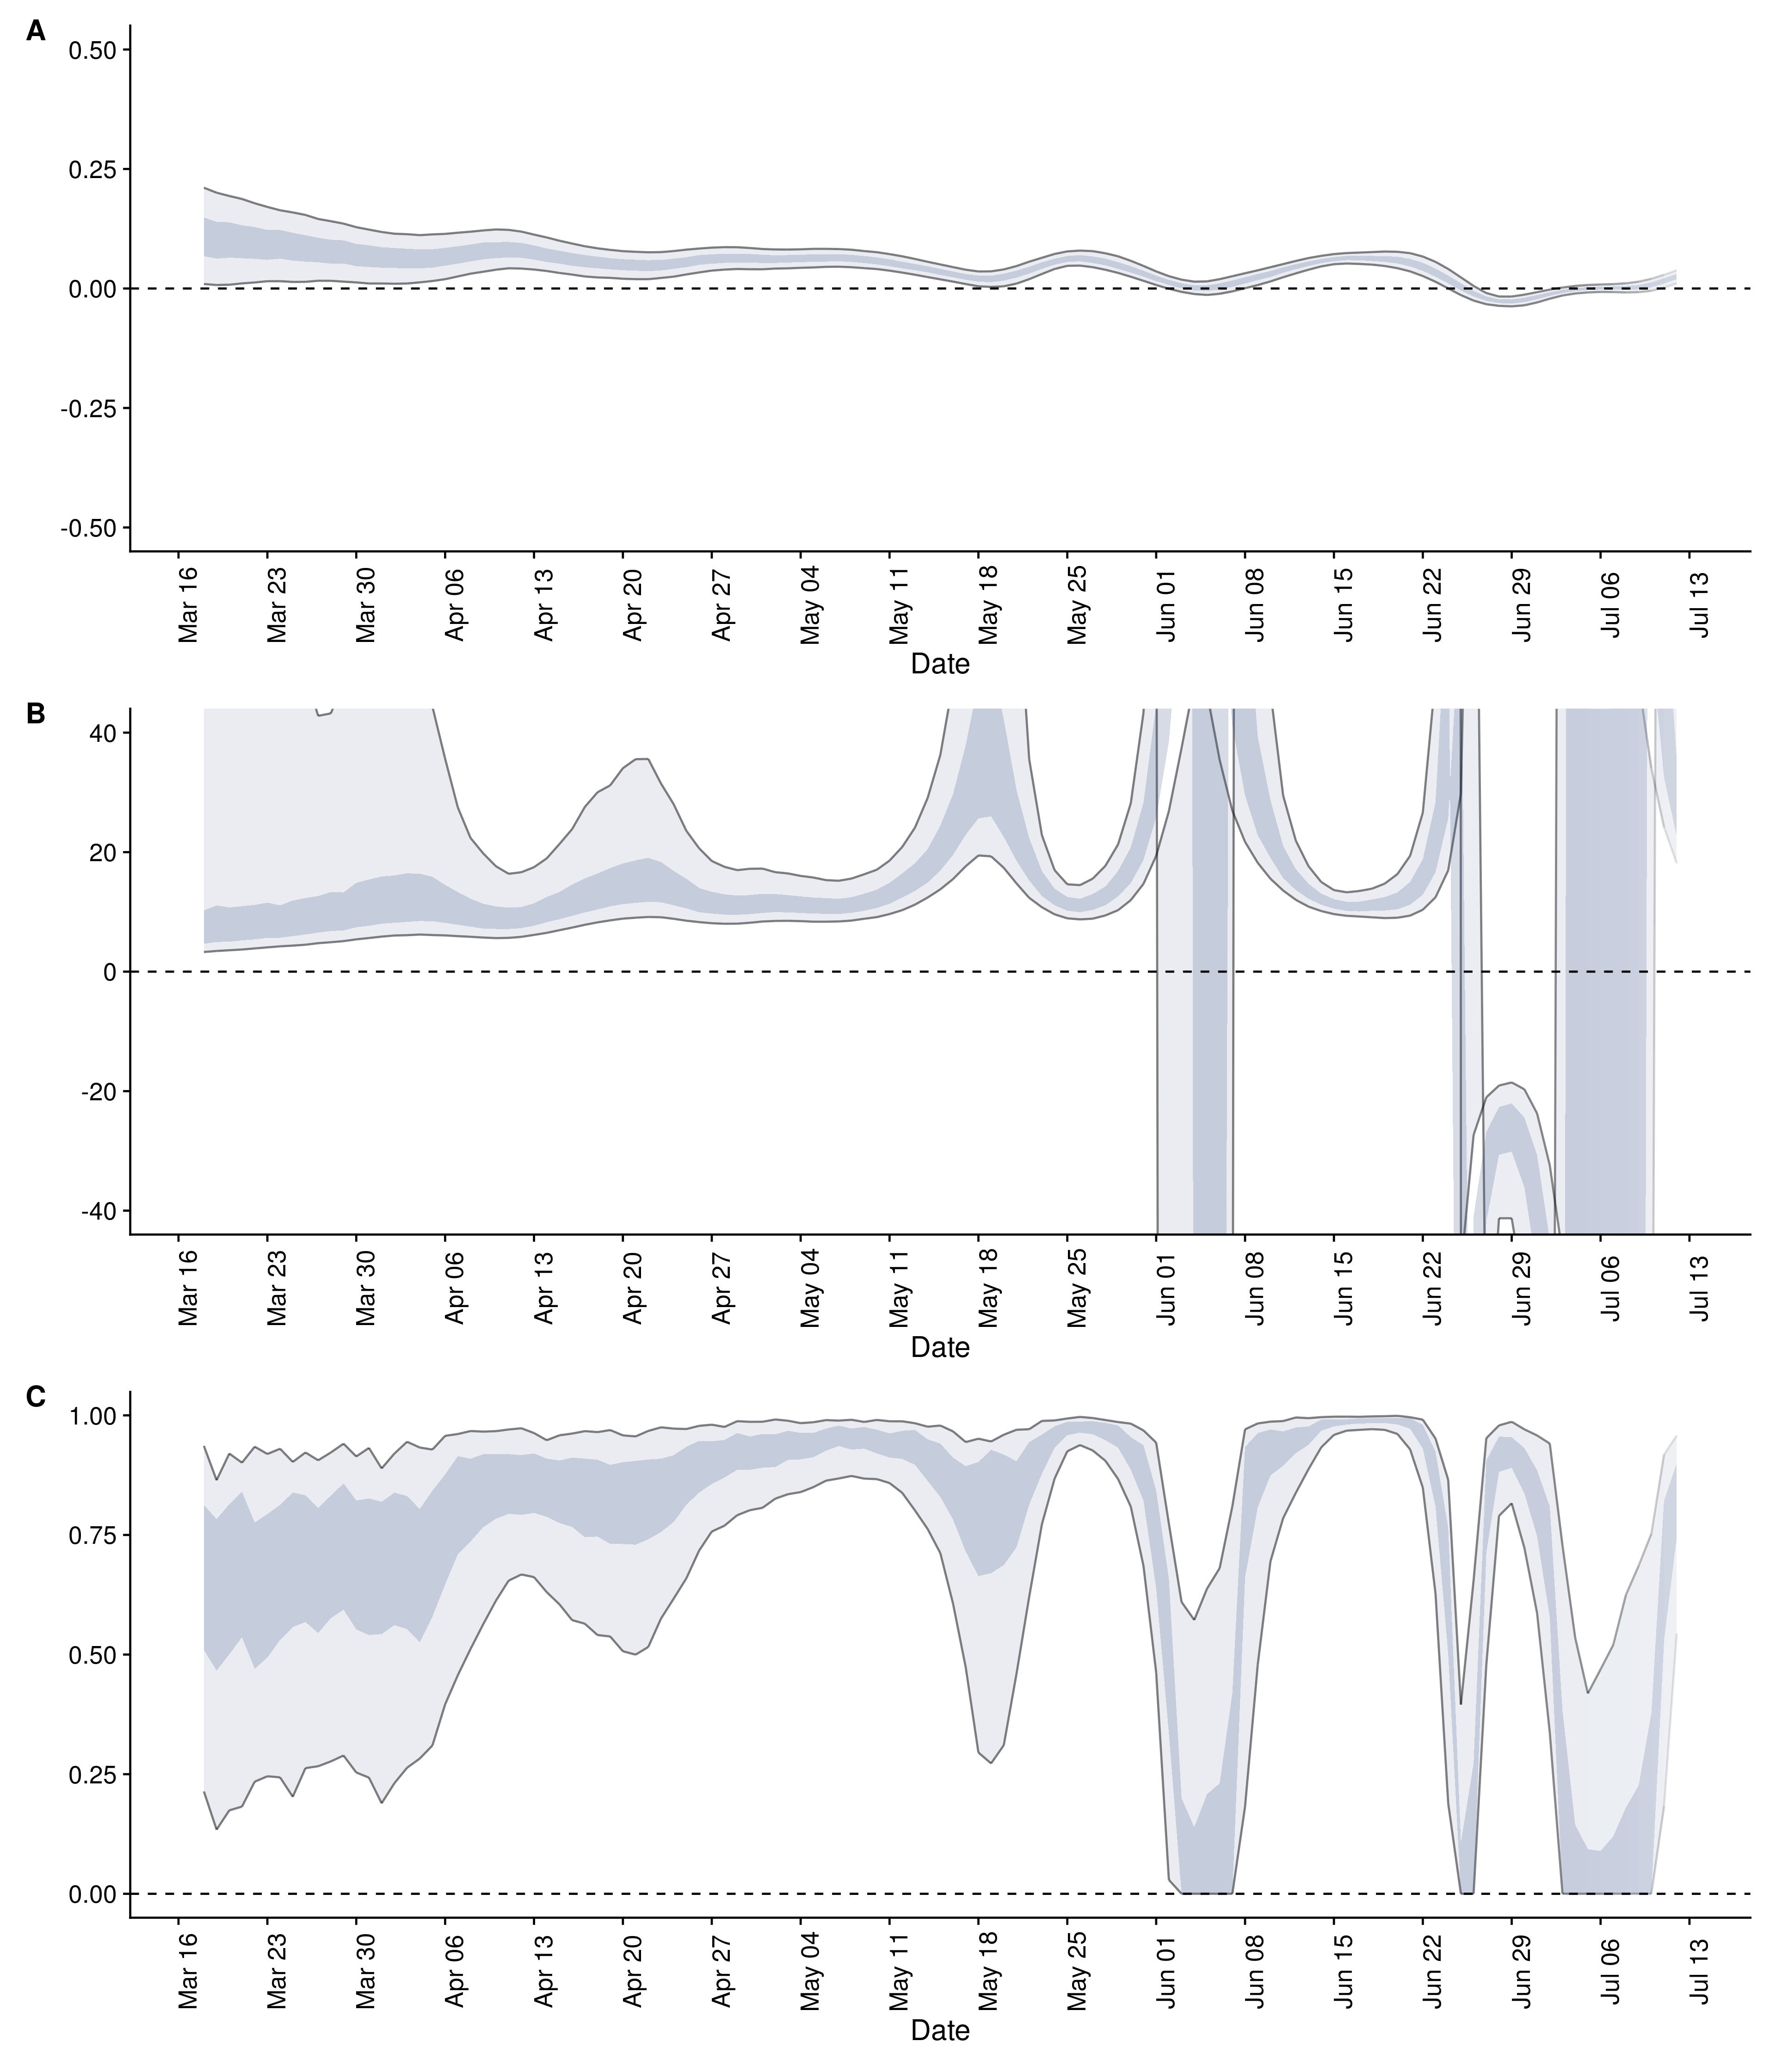 A
0.50
0.25
0.00
-0.25
-0.50
Mar 16
Mar 23
Mar 30
Apr 06
Apr 13
Apr 20
Apr 27
May 04
May 11
May 18
May 25
Jun 01
Jun 08
Jun 15
Jun 22
Jun 29
Jul 06
Jul 13
Date
B
40
20
0
-20
-40
Mar 16
Mar 23
Mar 30
Apr 06
Apr 13
Apr 20
Apr 27
May 04
May 11
May 18
May 25
Jun 01
Jun 08
Jun 15
Jun 22
Jun 29
Jul 06
Jul 13
Date
C
1.00
0.75
0.50
0.25
0.00
Mar 16
Mar 23
Mar 30
Apr 06
Apr 13
Apr 20
Apr 27
May 04
May 11
May 18
May 25
Jun 01
Jun 08
Jun 15
Jun 22
Jun 29
Jul 06
Jul 13
Date